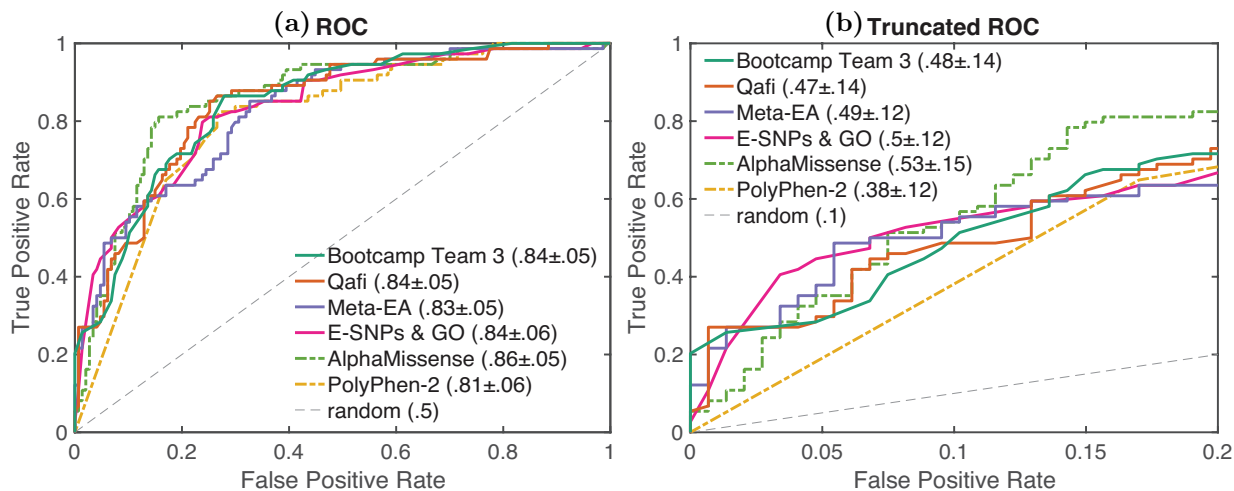 (a) ROC
True Positive Rate
1
0.8
0.6
0.4
0.2
0
Bootcamp Team 3 (.84±.05)
Qafi (.84±.05)
Meta-EA (.83±.05)
E-SNPs & GO (.84±.06)
AlphaMissense (.86±.05)
PolyPhen-2 (.81±.06)
random (.5)
0 0.2 0.4 0.6 0.8 1
False Positive Rate
(b) Truncated ROC
True Positive Rate
1
0.8
0.6
0.4
0.2
0
Bootcamp Team 3 (.48±.14)
Qafi (.47±.14)
Meta-EA (.49±.12)
E-SNPs & GO (.5±.12)
AlphaMissense (.53±.15)
PolyPhen-2 (.38±.12)
random (.1)
0 0.05 0.1 0.15 0.2
False Positive Rate